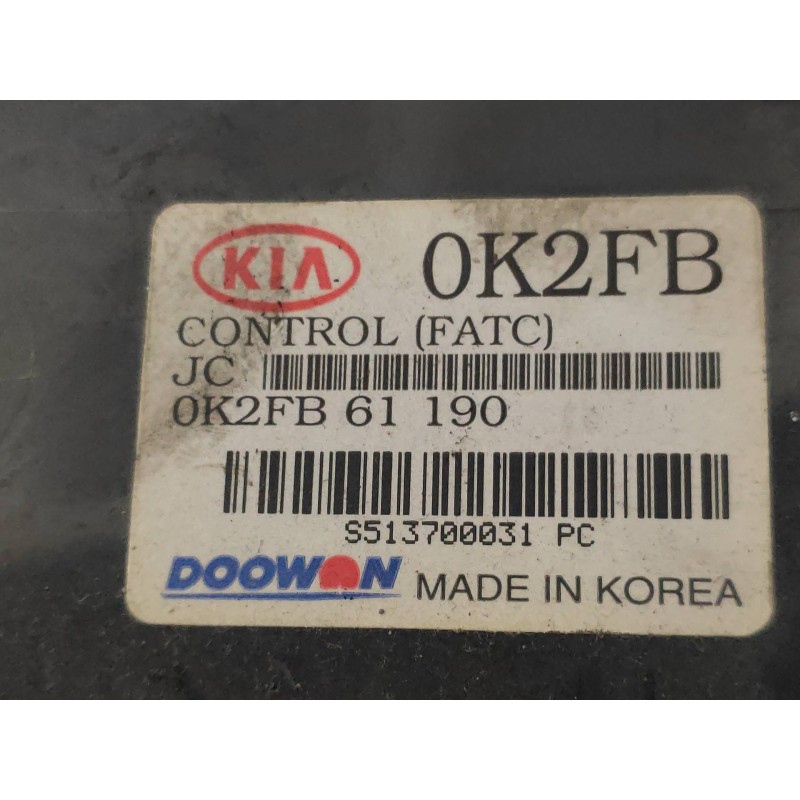 KIA 0K2FB
CONTROL (FATC)
JC
0K2FB 61 190
S513700031 PC
DOOWON MADE IN KOREA